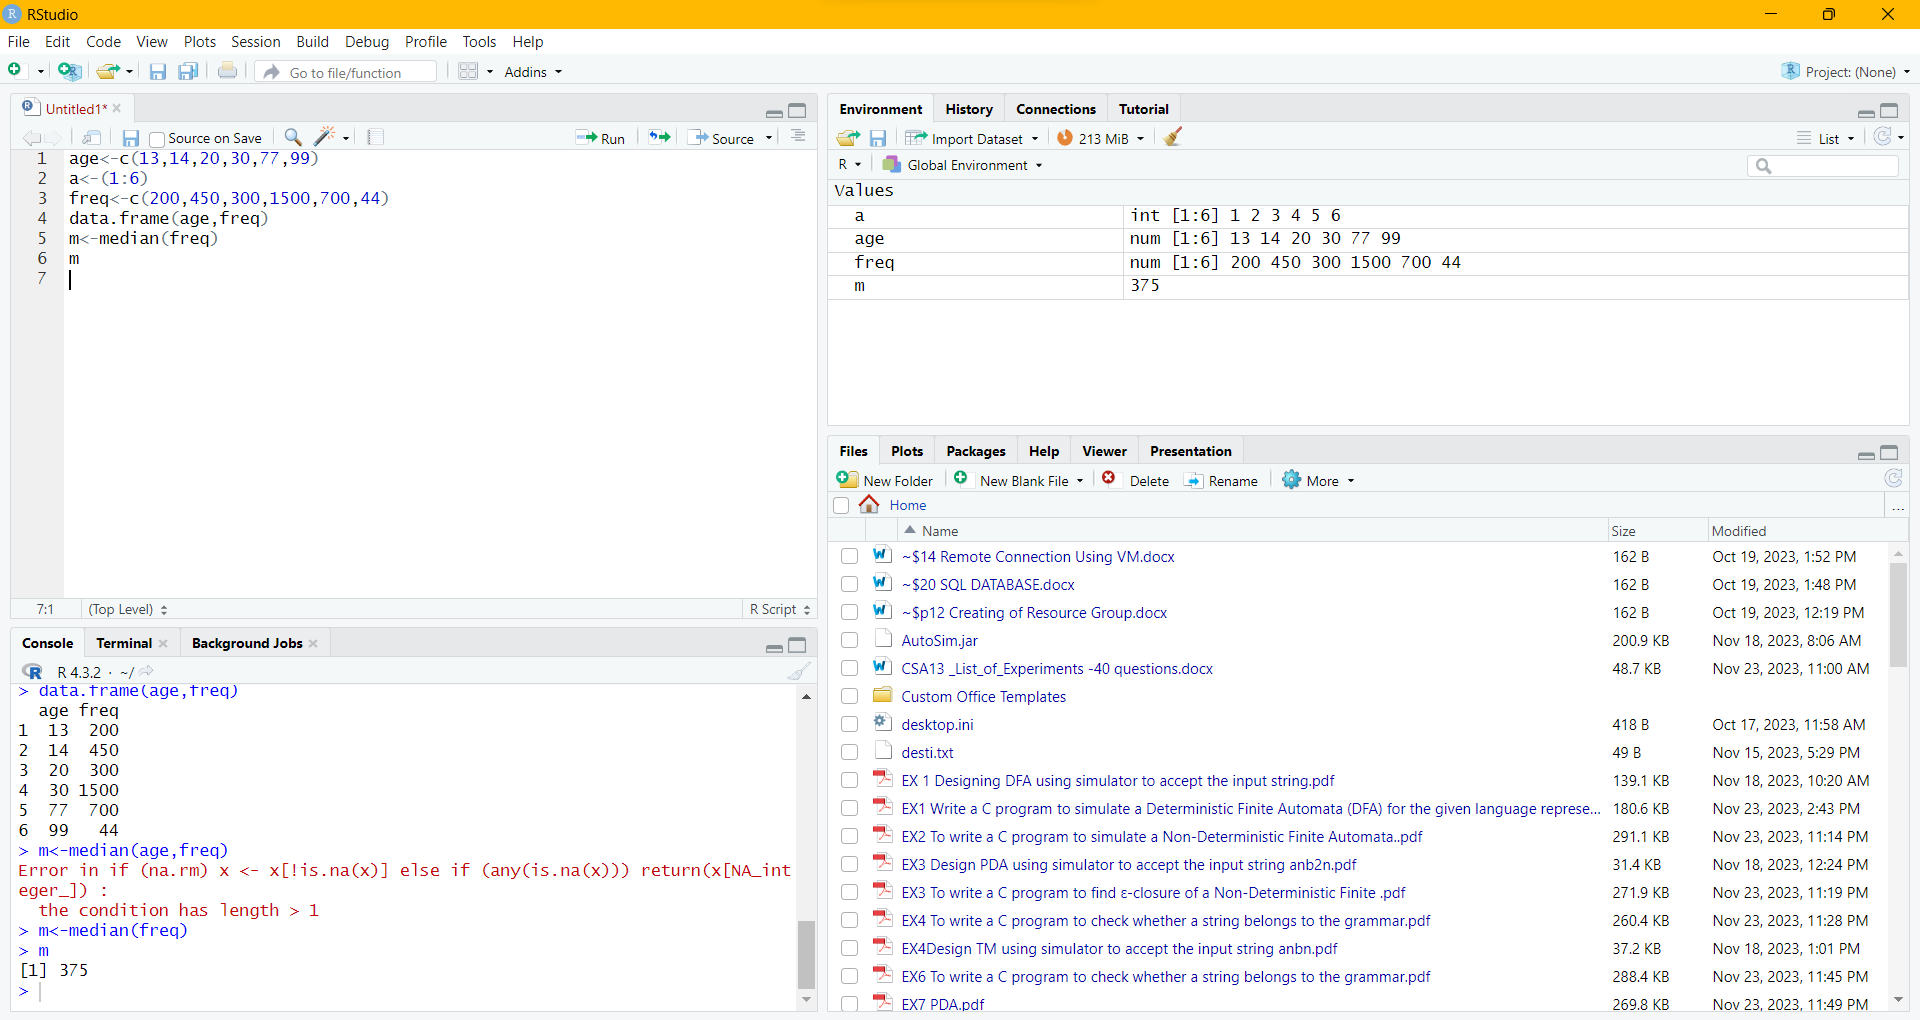 RStudio
File Edit Code View Plots Session Build Debug Profile Tools Help
Go to file/function Addins Project: (None)
Untitled1*
Source on Save Run Source
1 age<-c(13,14,20,30,77,99)
2 a<-(1:6)
3 freq<-c(200,450,300,1500,700,44)
4 data.frame(age,freq)
5 m<-median(freq)
6 m
7
7:1 (Top Level) R Script
Console Terminal Background Jobs
R 4.3.2 · ~/
> data.frame(age,freq)
  age freq
1  13  200
2  14  450
3  20  300
4  30 1500
5  77  700
6  99   44
> m<-median(age,freq)
Error in if (na.rm) x <- x[!is.na(x)] else if (any(is.na(x))) return(x[NA_int
eger_]) :
  the condition has length > 1
> m<-median(freq)
> m
[1] 375
>
Environment History Connections Tutorial
Import Dataset 213 MiB List
R Global Environment
Values
a int [1:6] 1 2 3 4 5 6
age num [1:6] 13 14 20 30 77 99
freq num [1:6] 200 450 300 1500 700 44
m 375
Files Plots Packages Help Viewer Presentation
New Folder New Blank File Delete Rename More
Home ...
Name Size Modified
~$14 Remote Connection Using VM.docx 162 B Oct 19, 2023, 1:52 PM
~$20 SQL DATABASE.docx 162 B Oct 19, 2023, 1:48 PM
~$p12 Creating of Resource Group.docx 162 B Oct 19, 2023, 12:19 PM
AutoSim.jar 200.9 KB Nov 18, 2023, 8:06 AM
CSA13 _List_of_Experiments -40 questions.docx 48.7 KB Nov 23, 2023, 11:00 AM
Custom Office Templates
desktop.ini 418 B Oct 17, 2023, 11:58 AM
desti.txt 49 B Nov 15, 2023, 5:29 PM
EX 1 Designing DFA using simulator to accept the input string.pdf 139.1 KB Nov 18, 2023, 10:20 AM
EX1 Write a C program to simulate a Deterministic Finite Automata (DFA) for the given language represe... 180.6 KB Nov 23, 2023, 2:43 PM
EX2 To write a C program to simulate a Non-Deterministic Finite Automata..pdf 291.1 KB Nov 23, 2023, 11:14 PM
EX3 Design PDA using simulator to accept the input string anb2n.pdf 31.4 KB Nov 18, 2023, 12:24 PM
EX3 To write a C program to find ε-closure of a Non-Deterministic Finite .pdf 271.9 KB Nov 23, 2023, 11:19 PM
EX4 To write a C program to check whether a string belongs to the grammar.pdf 260.4 KB Nov 23, 2023, 11:28 PM
EX4Design TM using simulator to accept the input string anbn.pdf 37.2 KB Nov 18, 2023, 1:01 PM
EX6 To write a C program to check whether a string belongs to the grammar.pdf 288.4 KB Nov 23, 2023, 11:45 PM
EX7 PDA.pdf 269.8 KB Nov 23, 2023, 11:49 PM